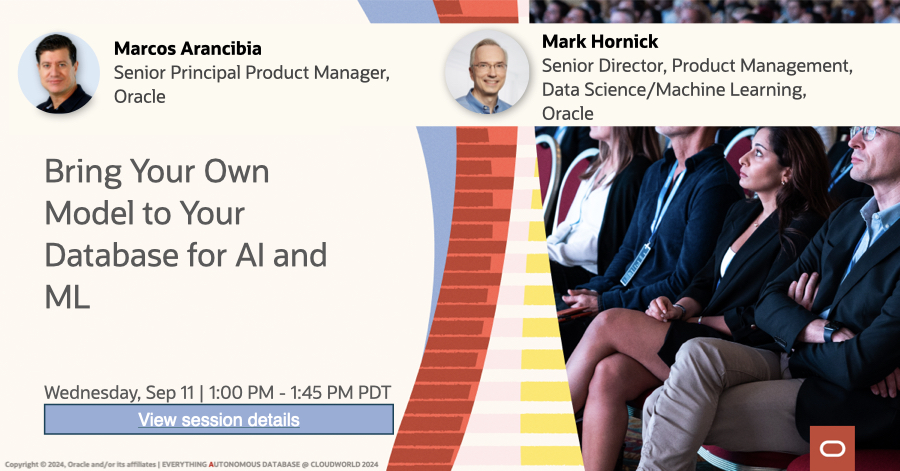 Marcos Arancibia
Senior Principal Product Manager,
Oracle
Mark Hornick
Senior Director, Product Management,
Data Science/Machine Learning,
Oracle
Bring Your Own
Model to Your
Database for AI and
ML
Wednesday, Sep 11 | 1:00 PM - 1:45 PM PDT
View session details
Copyright © 2024, Oracle and/or its affiliates | EVERYTHING AUTONOMOUS DATABASE @ CLOUDWORLD 2024